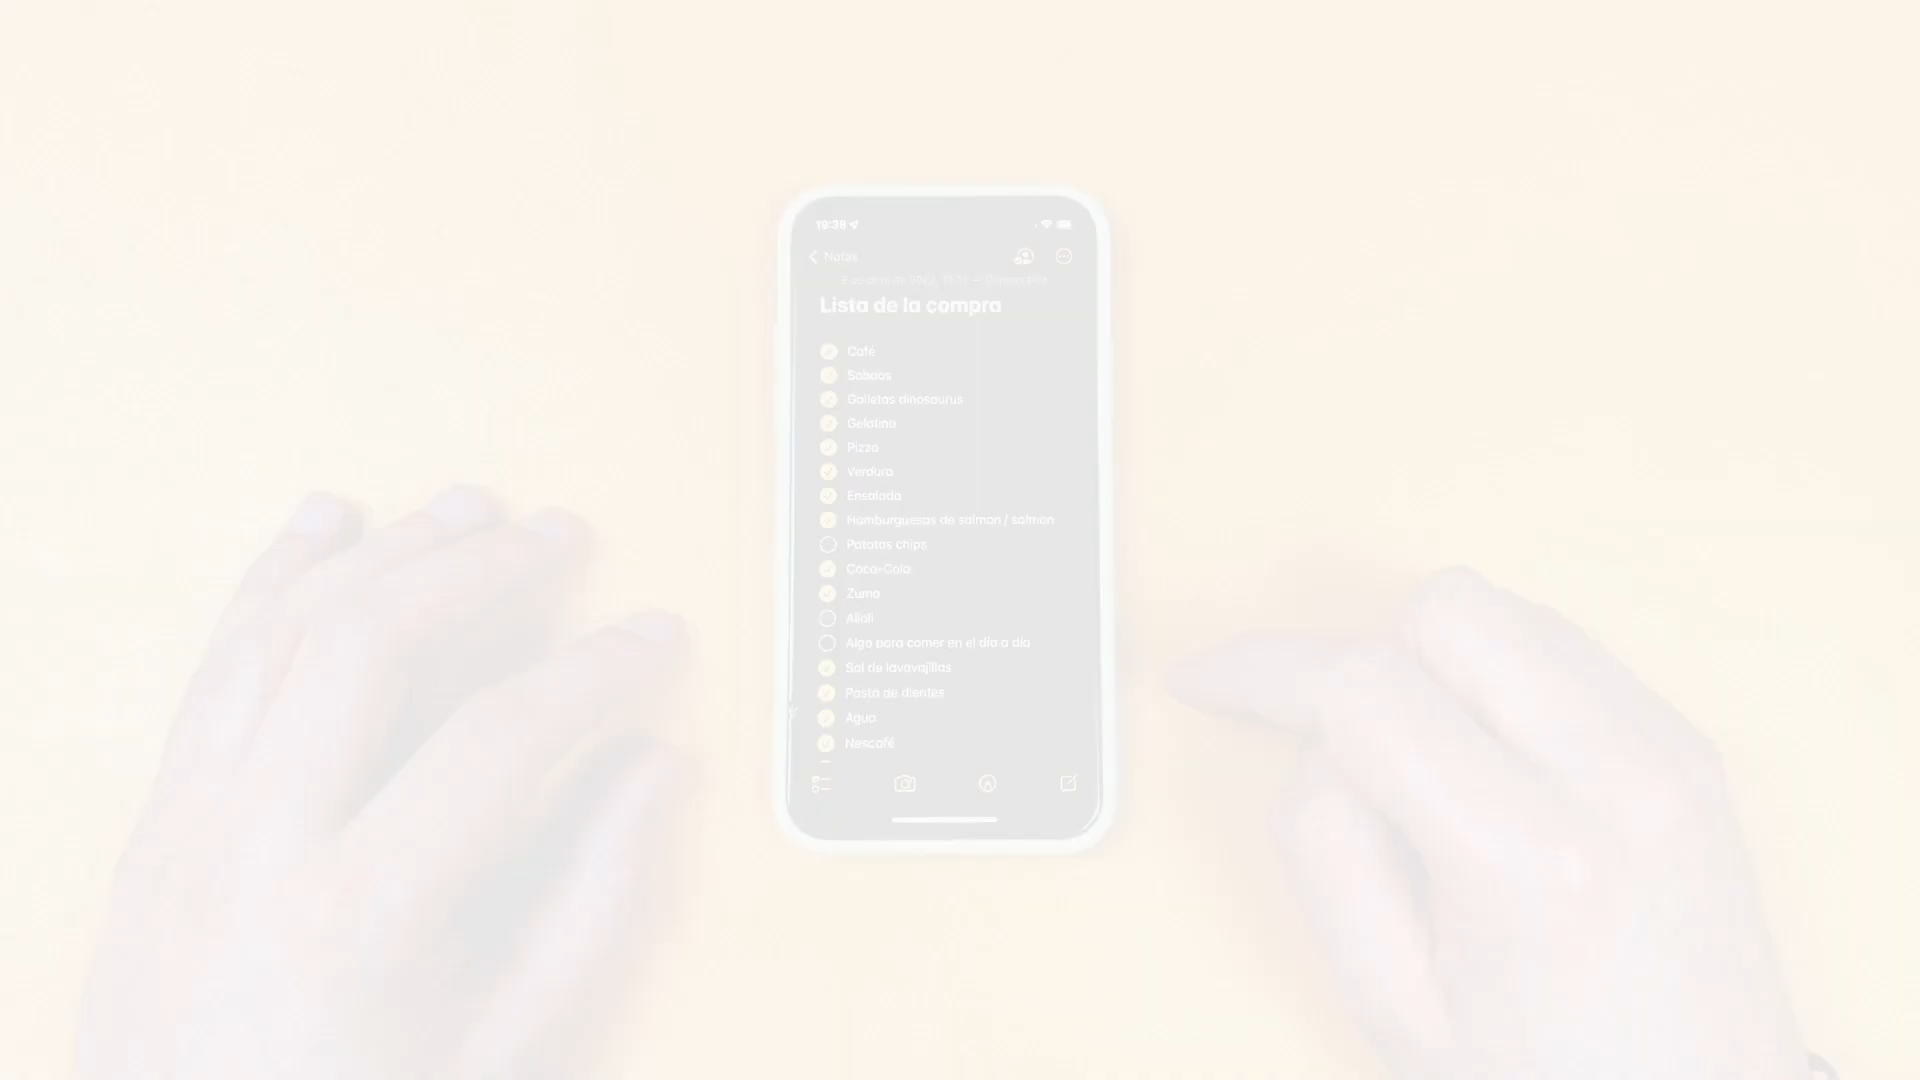 19:38
Notas
Lista de la compra
Café
Sobaos
Galletas dinosaurus
Gelatina
Pizza
Verdura
Ensalada
Hamburguesas de salmon / salmon
Patatas chips
Coca-Cola
Zumo
Alioli
Algo para comer en el día a día
Sal de lavavajillas
Pasta de dientes
Agua
Nescafé